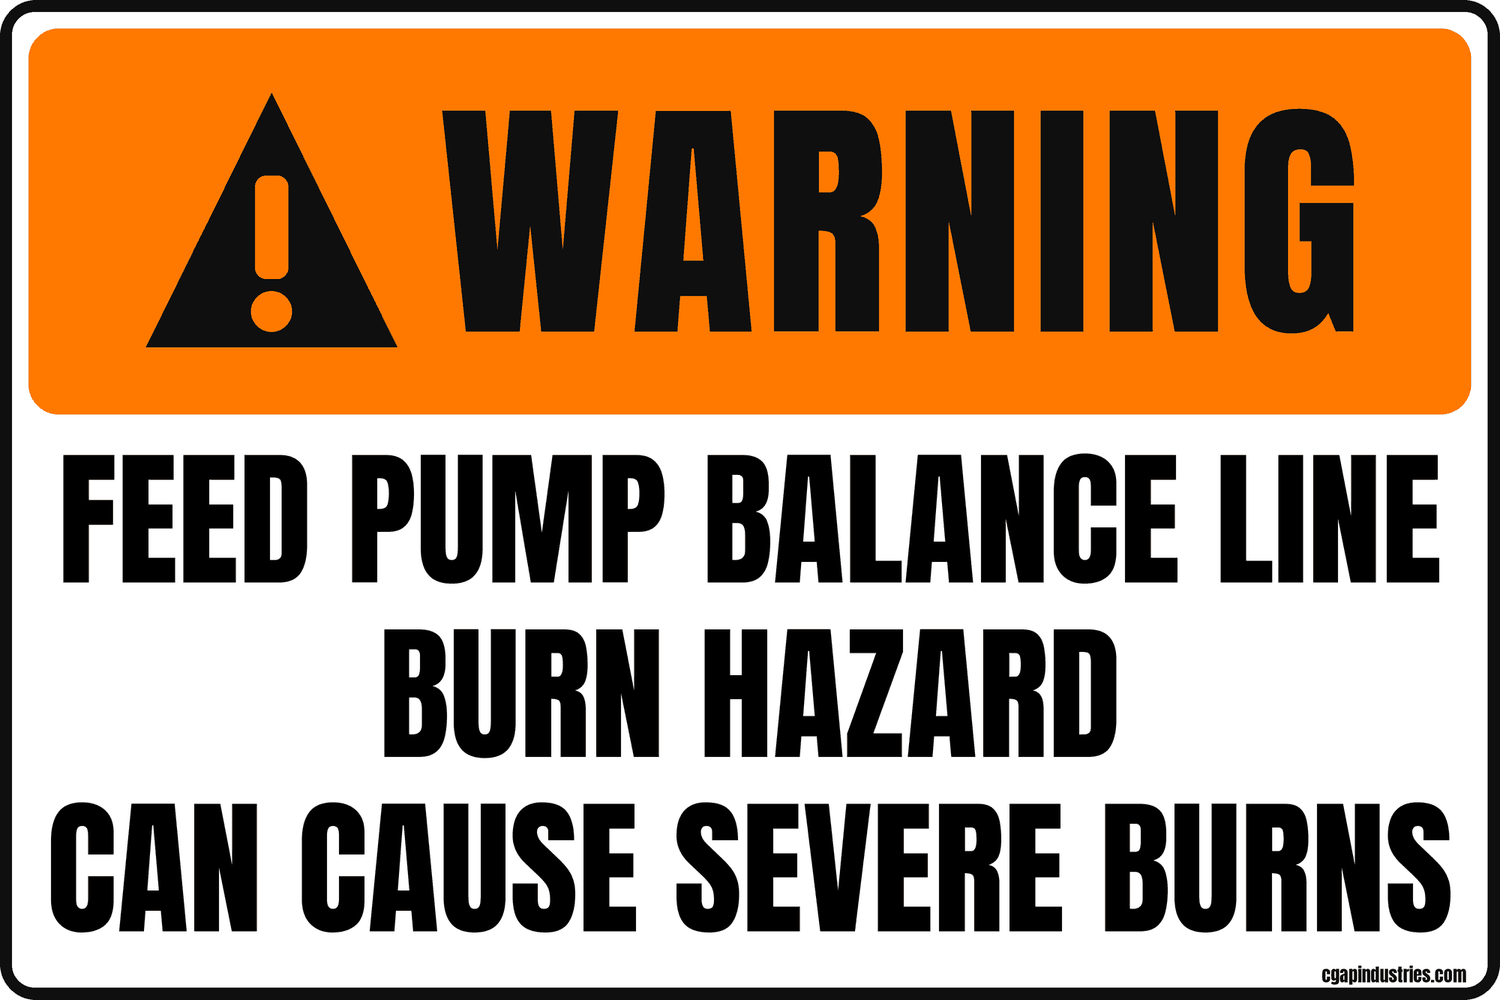 WARNING
FEED PUMP BALANCE LINE
BURN HAZARD
CAN CAUSE SEVERE BURNS
cgapindustries.com